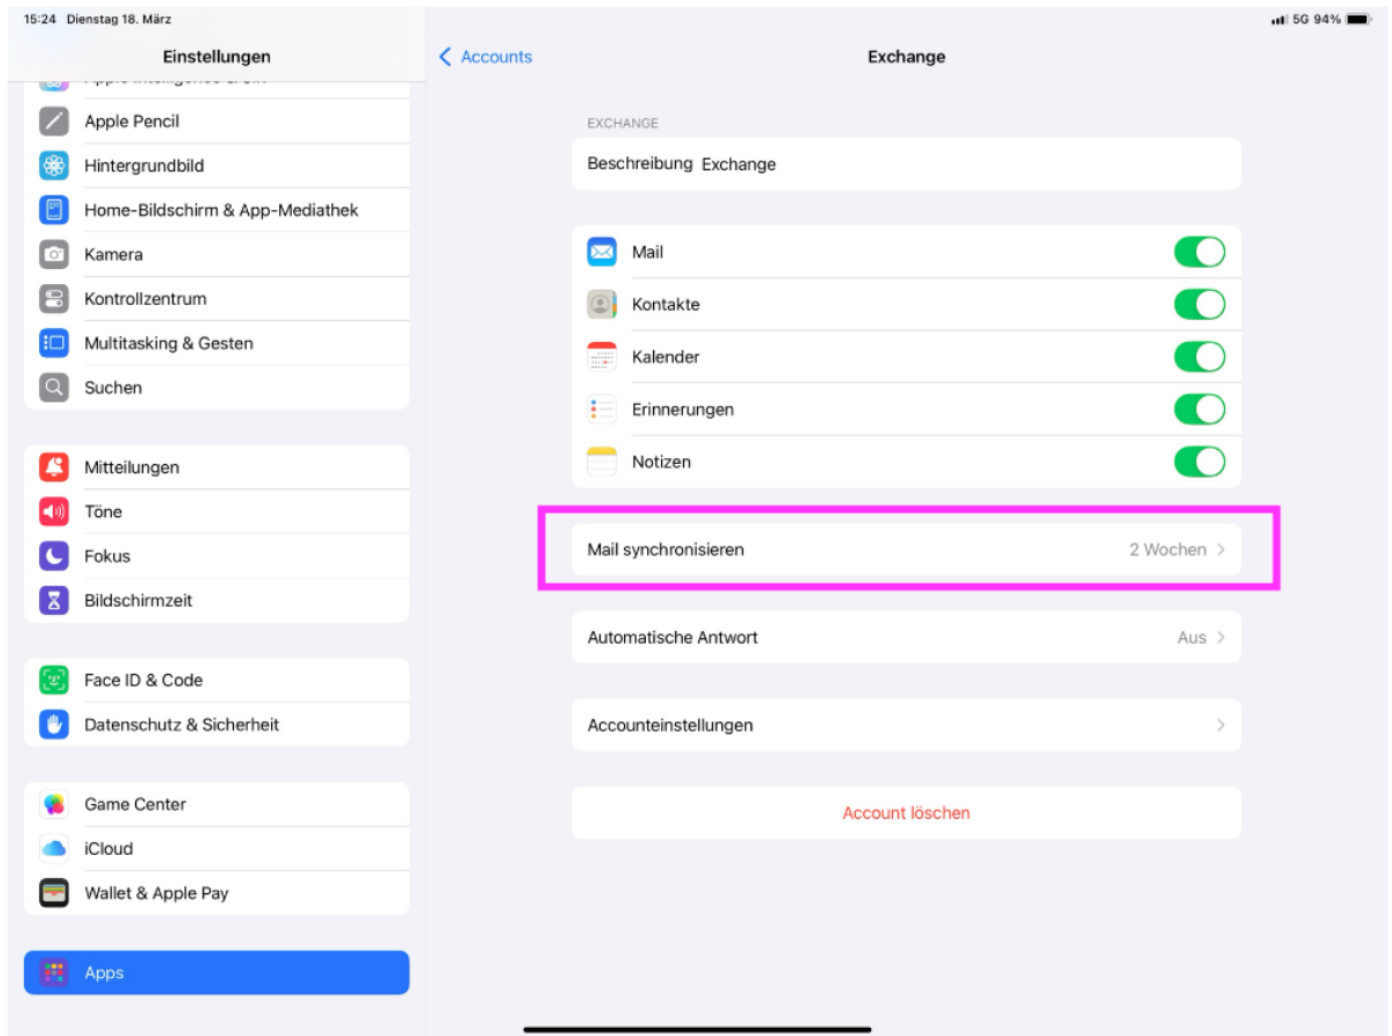 15:24 Dienstag 18. März
5G 94%
Einstellungen
Apple Pencil
Hintergrundbild
Home-Bildschirm & App-Mediathek
Kamera
Kontrollzentrum
Multitasking & Gesten
Suchen
Mitteilungen
Töne
Fokus
Bildschirmzeit
Face ID & Code
Datenschutz & Sicherheit
Game Center
iCloud
Wallet & Apple Pay
Apps
Accounts
Exchange
EXCHANGE
Beschreibung Exchange
Mail
Kontakte
Kalender
Erinnerungen
Notizen
Mail synchronisieren 2 Wochen
Automatische Antwort Aus
Accounteinstellungen
Account löschen